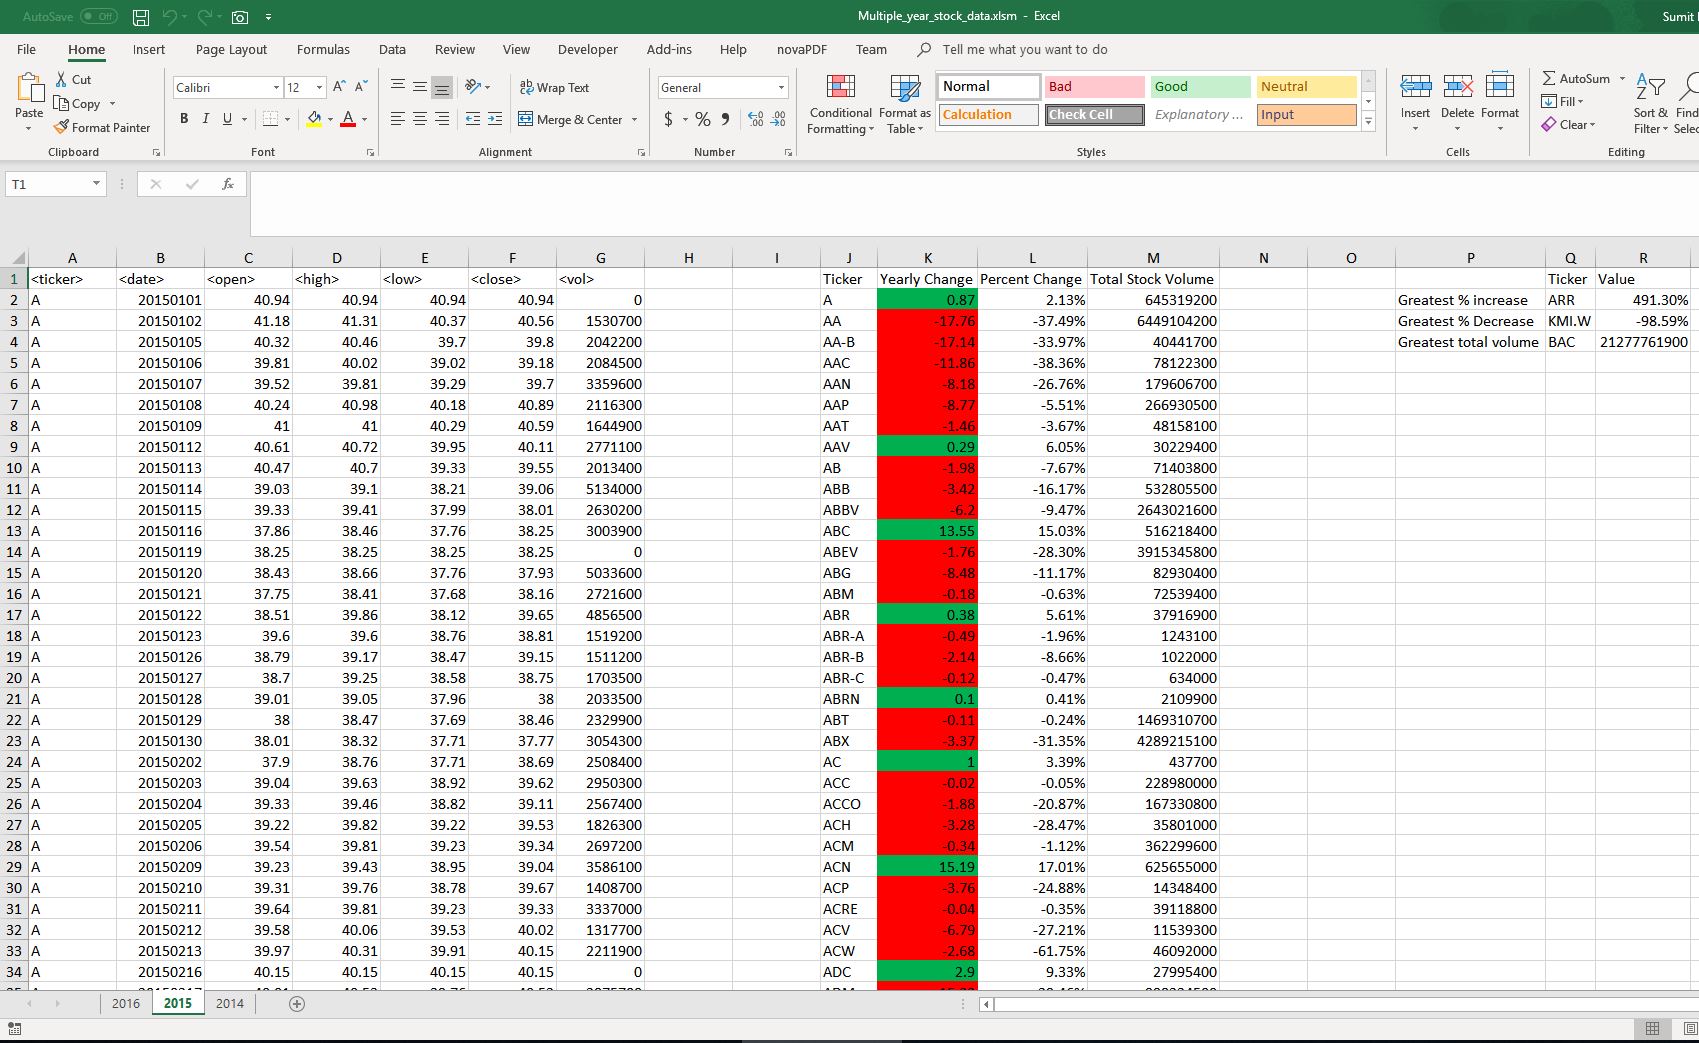 AutoSave Off Multiple_year_stock_data.xlsm - Excel Sumit
File Home Insert Page Layout Formulas Data Review View Developer Add-ins Help novaPDF Team Tell me what you want to do
Paste
Cut
Copy
Format Painter
Clipboard
Calibri 12
B I U
Font
Wrap Text
Merge & Center
Alignment
General
$ % ,
Number
Conditional Formatting
Format as Table
Normal Bad Good Neutral
Calculation Check Cell Explanatory ... Input
Styles
Insert Delete Format
Cells
AutoSum
Fill
Clear
Sort & Filter
Editing
T1 fx
A B C D E F G H I J K L M N O P Q R
1 <ticker> <date> <open> <high> <low> <close> <vol> Ticker Yearly Change Percent Change Total Stock Volume Ticker Value
2 A 20150101 40.94 40.94 40.94 40.94 0 A 0.87 2.13% 645319200 Greatest % increase ARR 491.30%
3 A 20150102 41.18 41.31 40.37 40.56 1530700 AA -17.76 -37.49% 6449104200 Greatest % Decrease KMI.W -98.59%
4 A 20150105 40.32 40.46 39.7 39.8 2042200 AA-B -17.14 -33.97% 40441700 Greatest total volume BAC 21277761900
5 A 20150106 39.81 40.02 39.02 39.18 2084500 AAC -11.86 -38.36% 78122300
6 A 20150107 39.52 39.81 39.29 39.7 3359600 AAN -8.18 -26.76% 179606700
7 A 20150108 40.24 40.98 40.18 40.89 2116300 AAP -8.77 -5.51% 266930500
8 A 20150109 41 41 40.29 40.59 1644900 AAT -1.46 -3.67% 48158100
9 A 20150112 40.61 40.72 39.95 40.11 2771100 AAV 0.29 6.05% 30229400
10 A 20150113 40.47 40.7 39.33 39.55 2013400 AB -1.98 -7.67% 71403800
11 A 20150114 39.03 39.1 38.21 39.06 5134000 ABB -3.42 -16.17% 532805500
12 A 20150115 39.33 39.41 37.99 38.01 2630200 ABBV -6.2 -9.47% 2643021600
13 A 20150116 37.86 38.46 37.76 38.25 3003900 ABC 13.55 15.03% 516218400
14 A 20150119 38.25 38.25 38.25 38.25 0 ABEV -1.76 -28.30% 3915345800
15 A 20150120 38.43 38.66 37.76 37.93 5033600 ABG -8.48 -11.17% 82930400
16 A 20150121 37.75 38.41 37.68 38.16 2721600 ABM -0.18 -0.63% 72539400
17 A 20150122 38.51 39.86 38.12 39.65 4856500 ABR 0.38 5.61% 37916900
18 A 20150123 39.6 39.6 38.76 38.81 1519200 ABR-A -0.49 -1.96% 1243100
19 A 20150126 38.79 39.17 38.47 39.15 1511200 ABR-B -2.14 -8.66% 1022000
20 A 20150127 38.7 39.25 38.58 38.75 1703500 ABR-C -0.12 -0.47% 634000
21 A 20150128 39.01 39.05 37.96 38 2033500 ABRN 0.1 0.41% 2109900
22 A 20150129 38 38.47 37.69 38.46 2329900 ABT -0.11 -0.24% 1469310700
23 A 20150130 38.01 38.32 37.71 37.77 3054300 ABX -3.37 -31.35% 4289215100
24 A 20150202 37.9 38.76 37.71 38.69 2508400 AC 1 3.39% 437700
25 A 20150203 39.04 39.63 38.92 39.62 2950300 ACC -0.02 -0.05% 228980000
26 A 20150204 39.33 39.46 38.82 39.11 2567400 ACCO -1.88 -20.87% 167330800
27 A 20150205 39.22 39.82 39.22 39.53 1826300 ACH -3.28 -28.47% 35801000
28 A 20150206 39.54 39.81 39.23 39.34 2697200 ACM -0.34 -1.12% 362299600
29 A 20150209 39.23 39.43 38.95 39.04 3586100 ACN 15.19 17.01% 625655000
30 A 20150210 39.31 39.76 38.78 39.67 1408700 ACP -3.76 -24.88% 14348400
31 A 20150211 39.64 39.81 39.23 39.33 3337000 ACRE -0.04 -0.35% 39118800
32 A 20150212 39.58 40.06 39.53 40.02 1317700 ACV -6.79 -27.21% 11539300
33 A 20150213 39.97 40.31 39.91 40.15 2211900 ACW -2.68 -61.75% 46092000
34 A 20150216 40.15 40.15 40.15 40.15 0 ADC 2.9 9.33% 27995400
2016 2015 2014